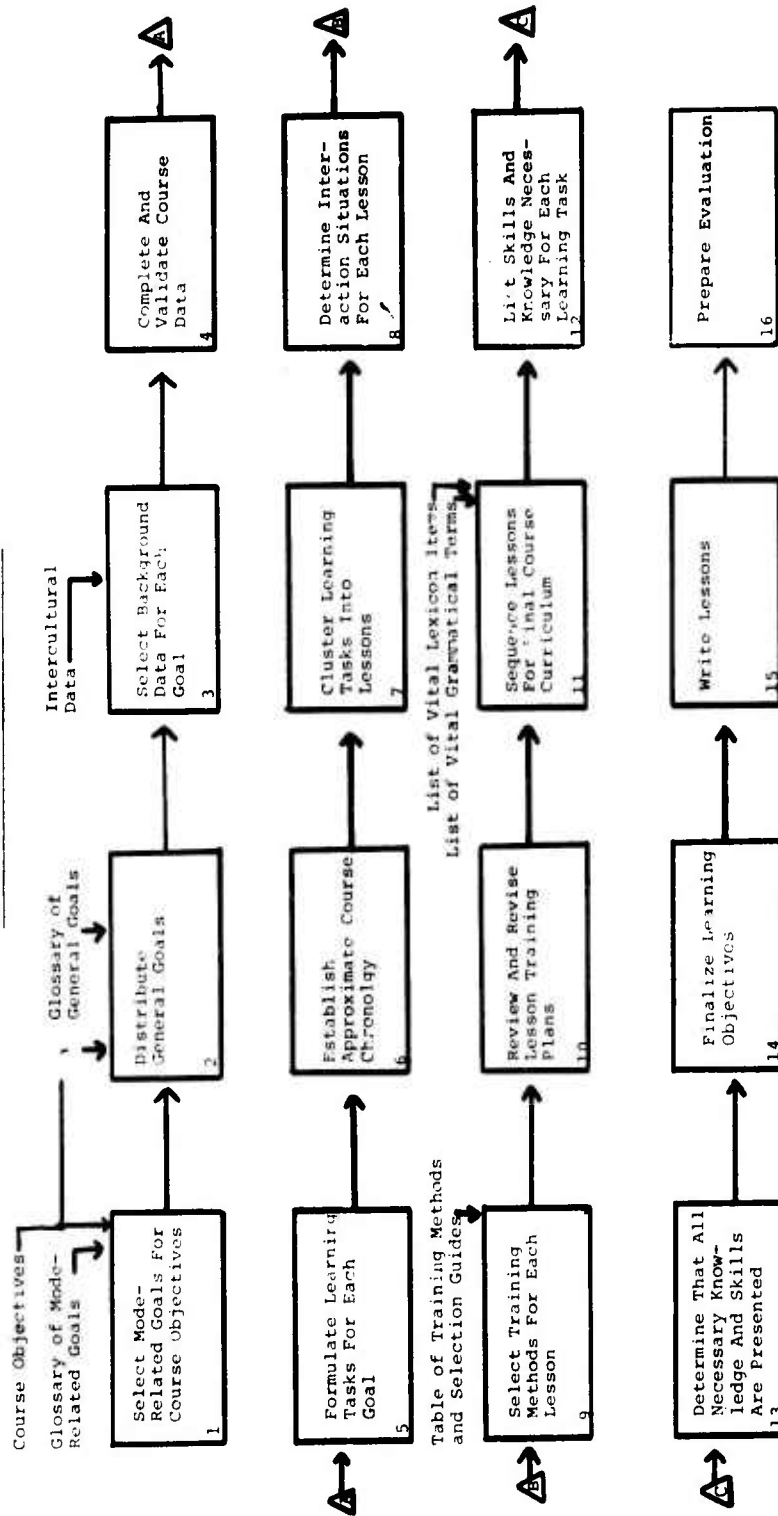 Course Objectives
Glossary of Mode-
Related Goals
Glossary of
General Goals
Intercultural
Data
Select Mode-
Related Goals For
Course Objectives
1
Distribute
General Goals
2
Select Background
Data For Each
Goal
3
Complete And
Validate Course
Data
4
A
A
Formulate Learning
Tasks For Each
Goal
5
Establish
Approximate Course
Chronolgy
6
Cluster Learning
Tasks Into
Lessons
7
Determine Inter-
action Situations
For Each Lesson
8
B
Table of Training Methods
and Selection Guides
List of Vital Lexicon Items
List of Vital Grammatical Terms
B
Select Training
Methods For Each
Lesson
9
Review And Revise
Lesson Training
Plans
10
Sequence Lessons
For Final Course
Curriculum
11
List Skills And
Knowledge Neces-
sary For Each
Learning Task
12
C
C
Determine That All
Necessary Know-
ledge And Skills
Are Presented
13
Finalize Learning
Objectives
14
Write Lessons
15
Prepare Evaluation
16